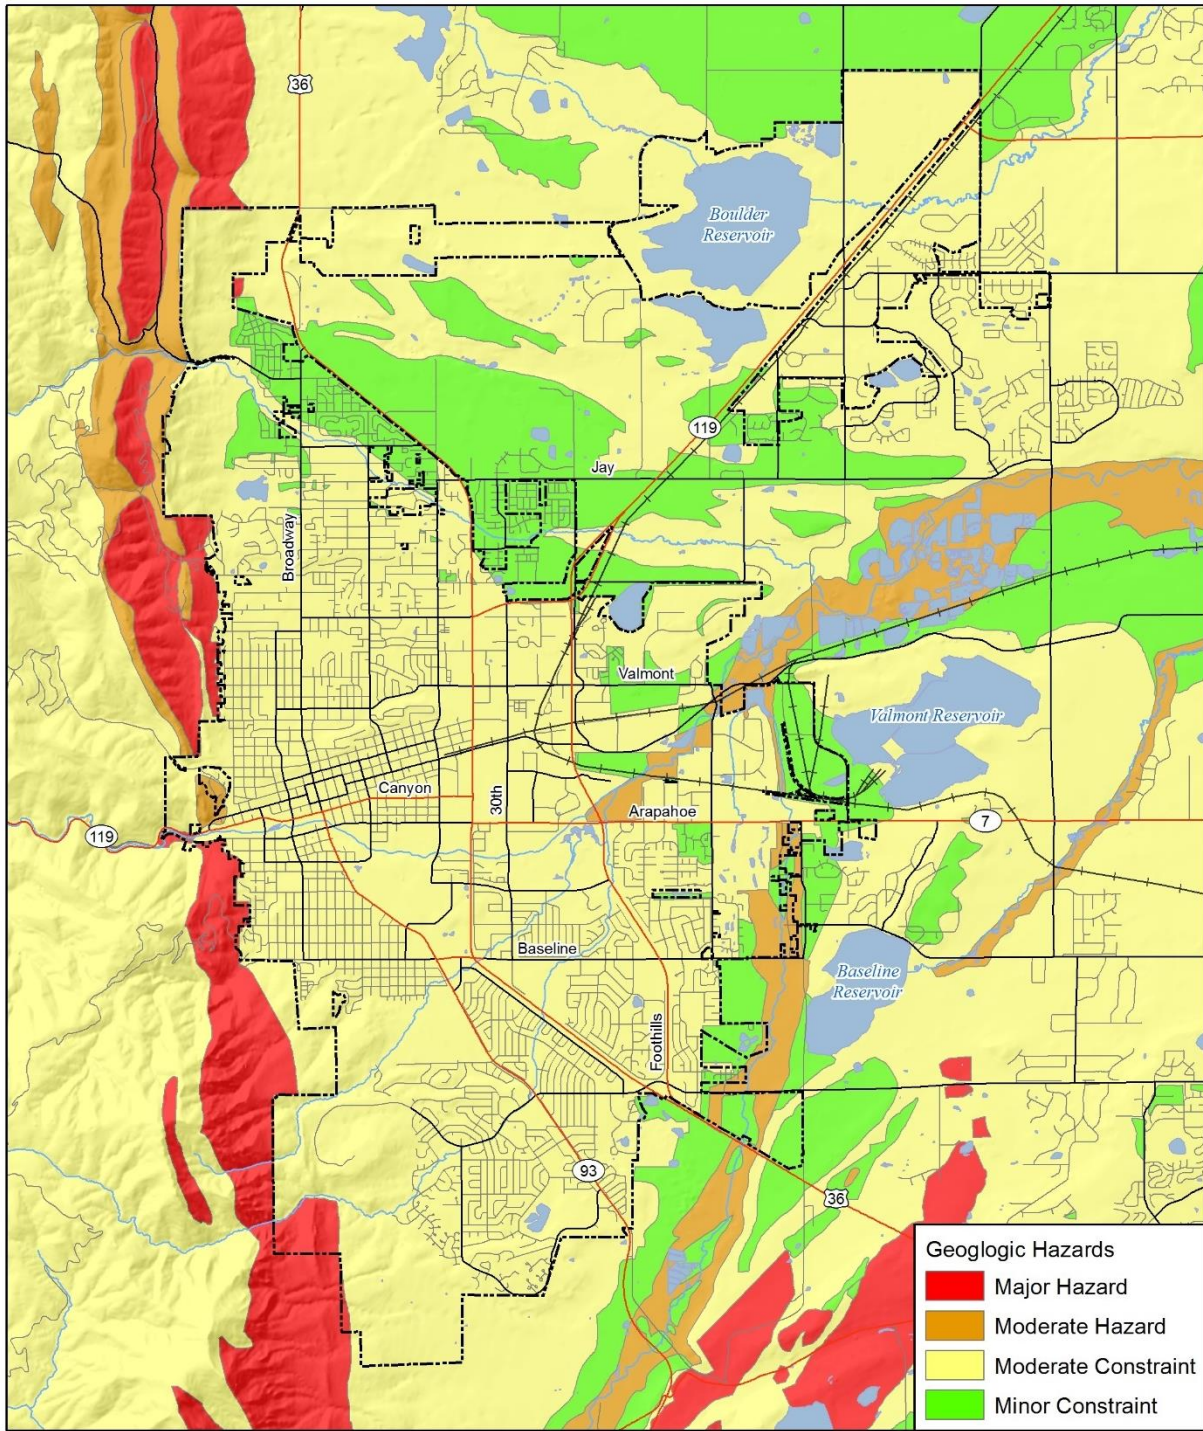 36
Boulder
Reservoir
119
Jay
Broadway
Valmont
Valmont Reservoir
Canyon
30th
Arapahoe
119
7
Baseline
Baseline
Reservoir
Foothills
93
36
Geoglogic Hazards
Major Hazard
Moderate Hazard
Moderate Constraint
Minor Constraint